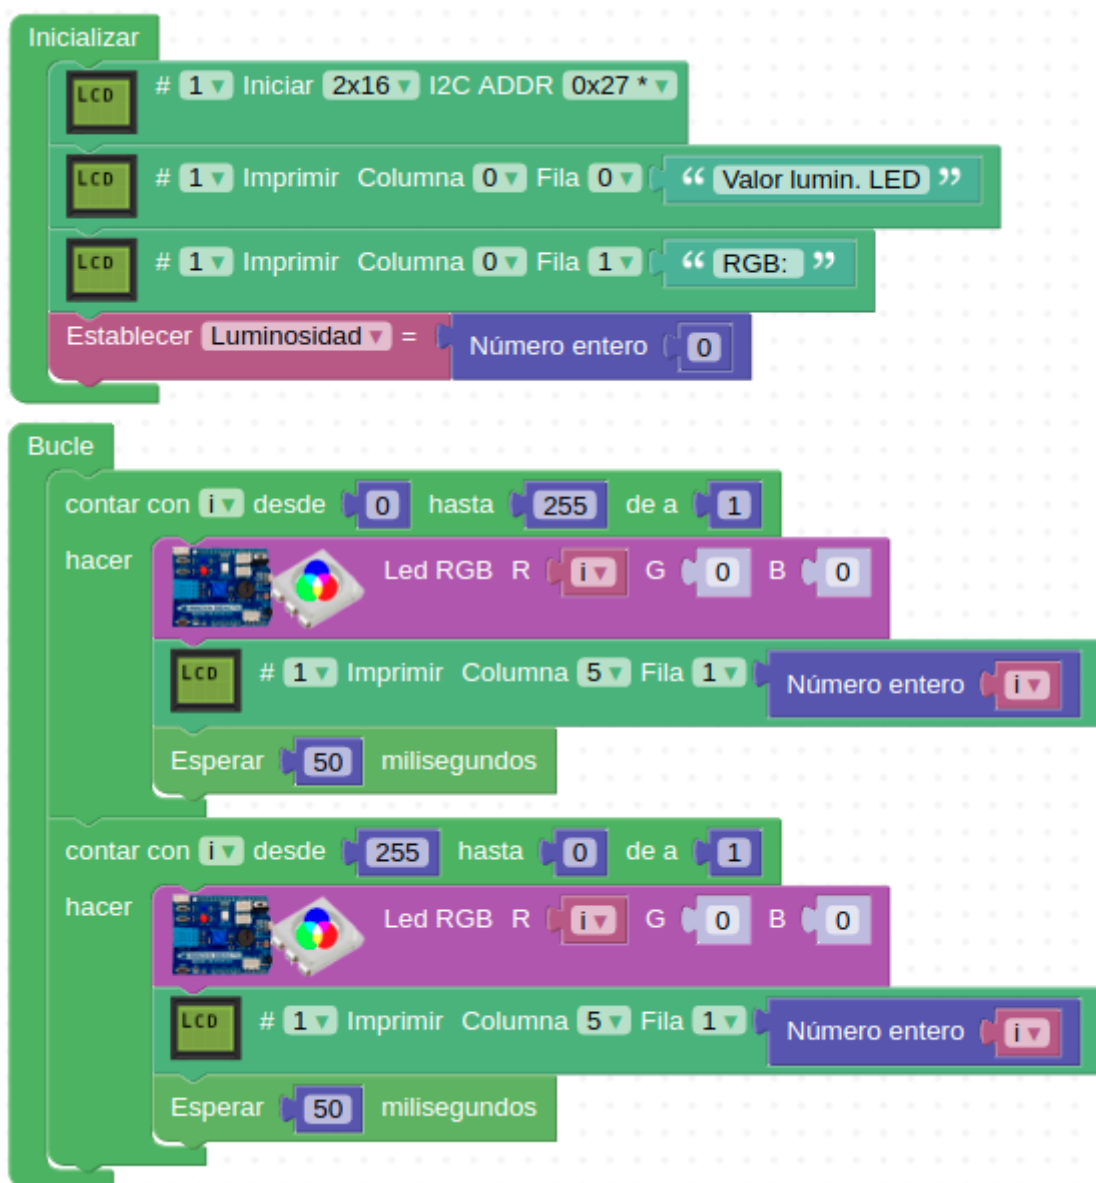 Inicializar
LCD # 1 Iniciar 2x16 I2C ADDR 0x27 *
LCD # 1 Imprimir Columna 0 Fila 0 “ Valor lumin. LED ”
LCD # 1 Imprimir Columna 0 Fila 1 “ RGB: ”
Establecer Luminosidad = Número entero 0
Bucle
contar con i desde 0 hasta 255 de a 1
hacer Led RGB R i G 0 B 0
LCD # 1 Imprimir Columna 5 Fila 1 Número entero i
Esperar 50 milisegundos
contar con i desde 255 hasta 0 de a 1
hacer Led RGB R i G 0 B 0
LCD # 1 Imprimir Columna 5 Fila 1 Número entero i
Esperar 50 milisegundos